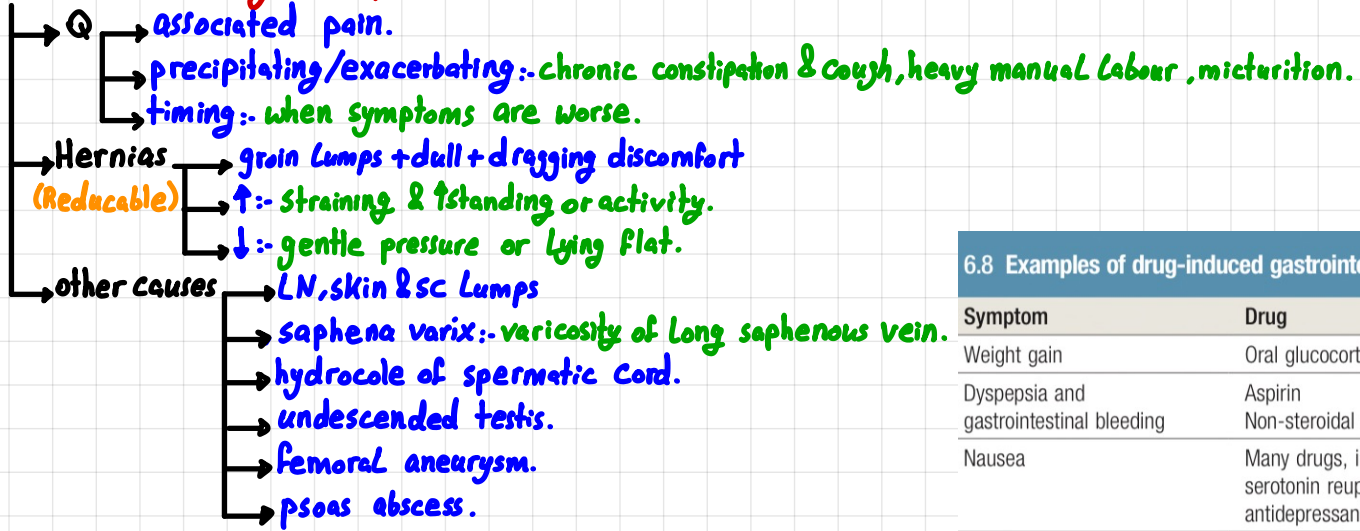 Q
associated pain.
precipitating/exacerbating:- chronic constipation & cough, heavy manual labour, micturition.
timing:- when symptoms are worse.
Hernias
(Reducable)
groin lumps + dull + dragging discomfort
↑:- straining & ↑standing or activity.
↓:- gentle pressure or lying flat.
other causes
LN, skin & sc lumps
saphena varix:- varicosity of long saphenous vein.
hydrocole of spermatic cord.
undescended testis.
femoral aneurysm.
psoas abscess.
6.8 Examples of drug-induced gastrointe
Symptom Drug
Weight gain Oral glucocort
Dyspepsia and Aspirin
gastrointestinal bleeding Non-steroidal
Nausea Many drugs, i
serotonin reup
antidepressan